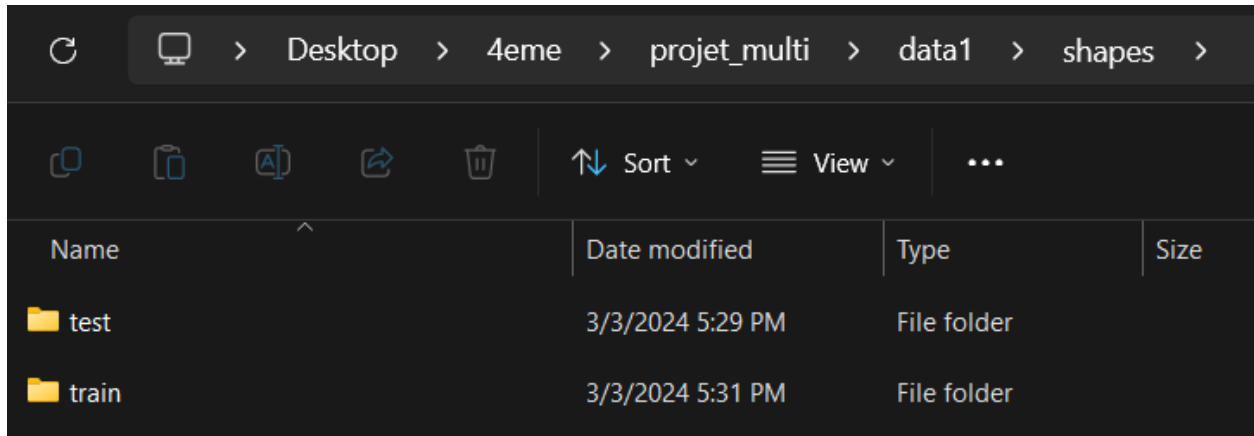 Desktop > 4eme > projet_multi > data1 > shapes >
Sort View
Name Date modified Type Size
test 3/3/2024 5:29 PM File folder
train 3/3/2024 5:31 PM File folder